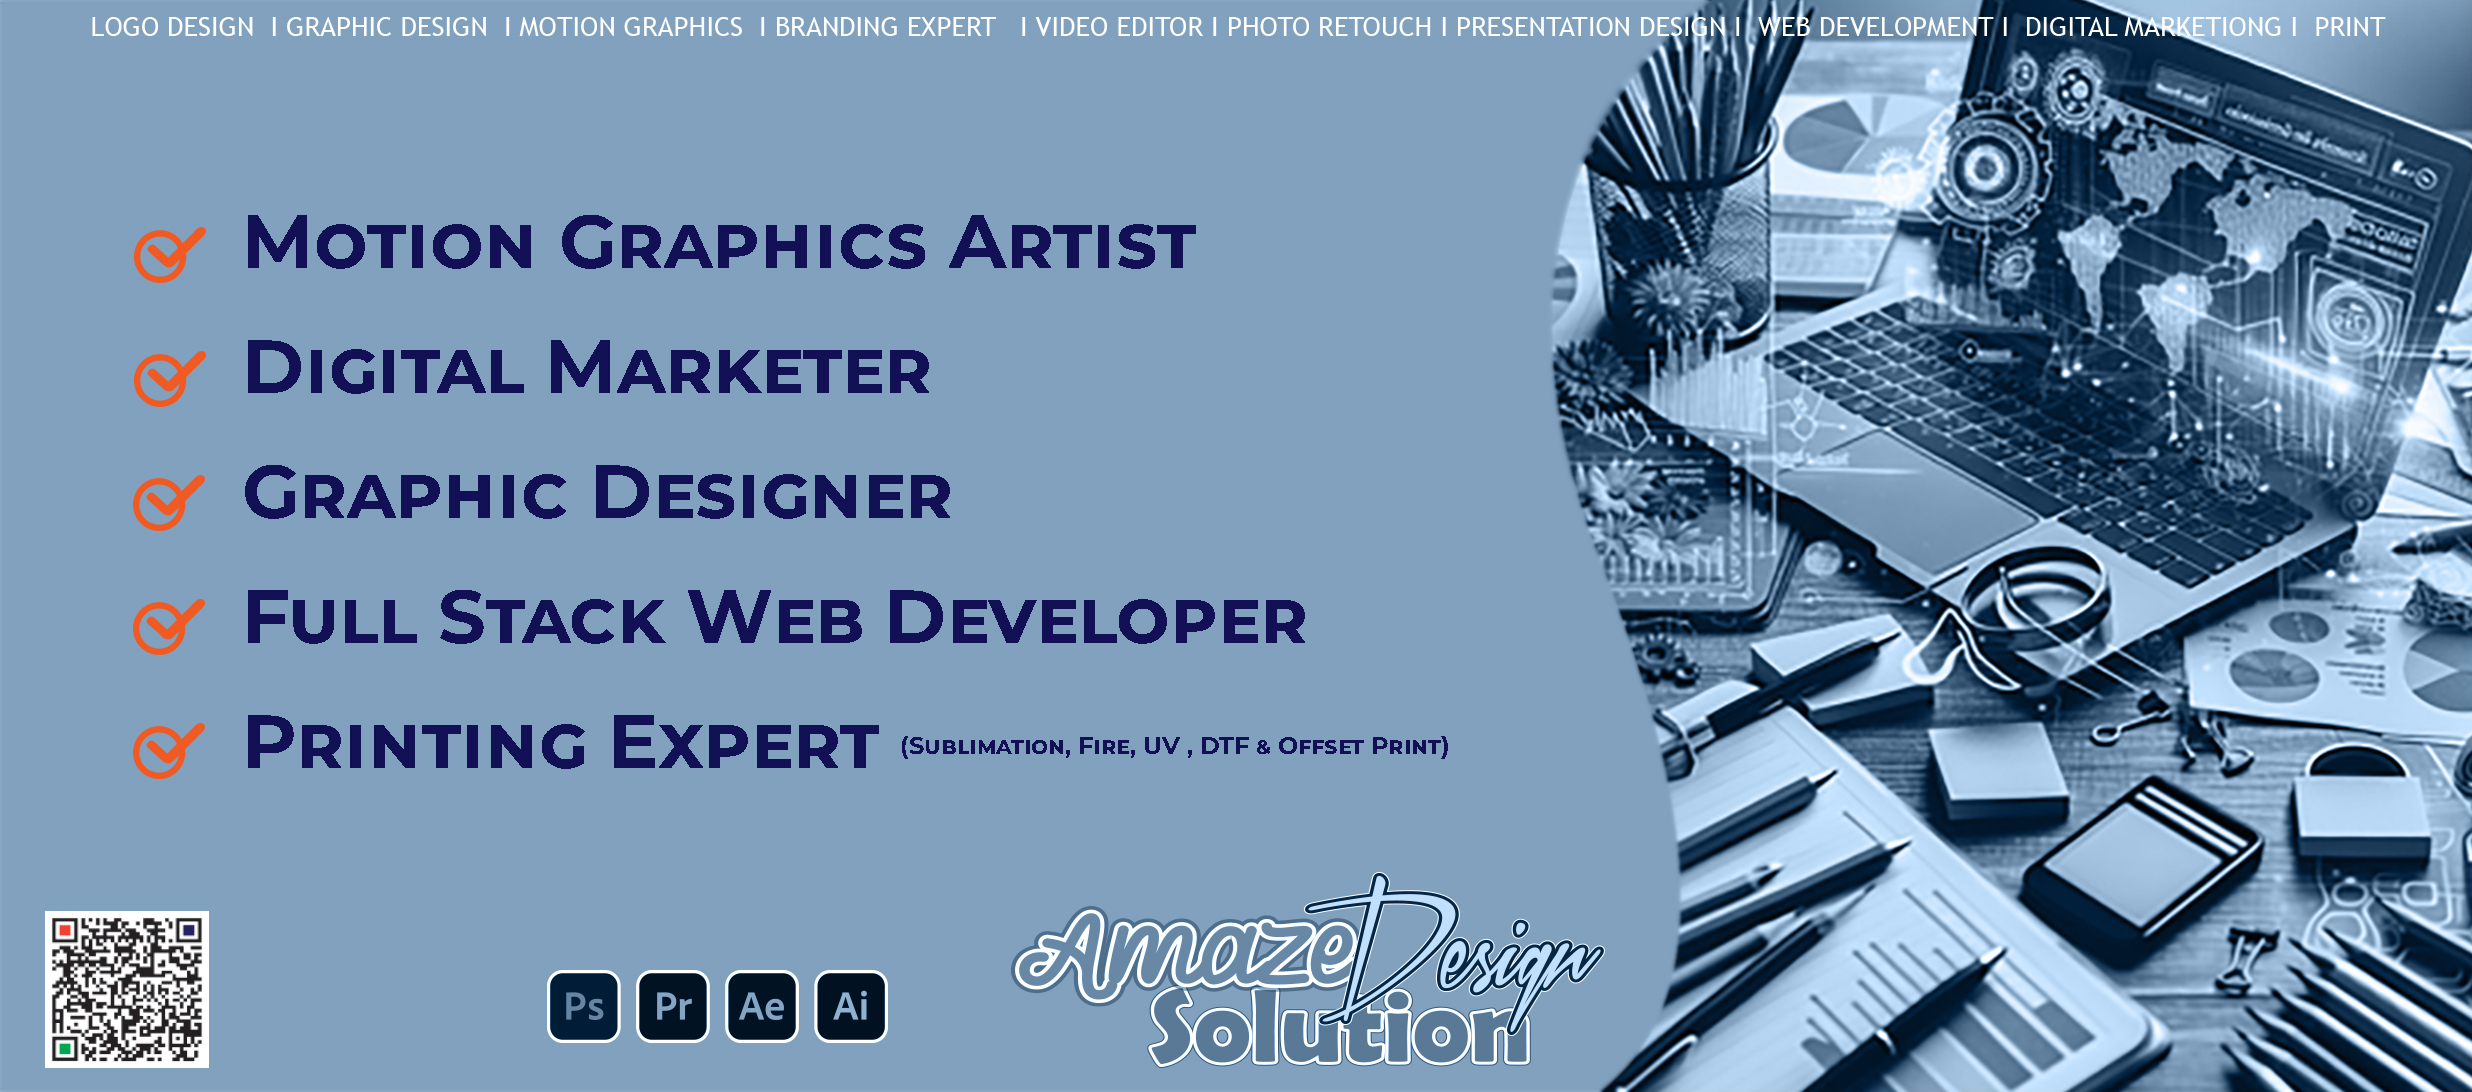 LOGO DESIGN I GRAPHIC DESIGN I MOTION GRAPHICS I BRANDING EXPERT I VIDEO EDITOR I PHOTO RETOUCH I PRESENTATION DESIGN I WEB DEVELOPMENT I DIGITAL MARKETIONG I PRINT
Motion Graphics Artist
Digital Marketer
Graphic Designer
Full Stack Web Developer
Printing Expert (Sublimation, Fire, UV , DTF & Offset Print)
Ps Pr Ae Ai
Amaze Design
Solution